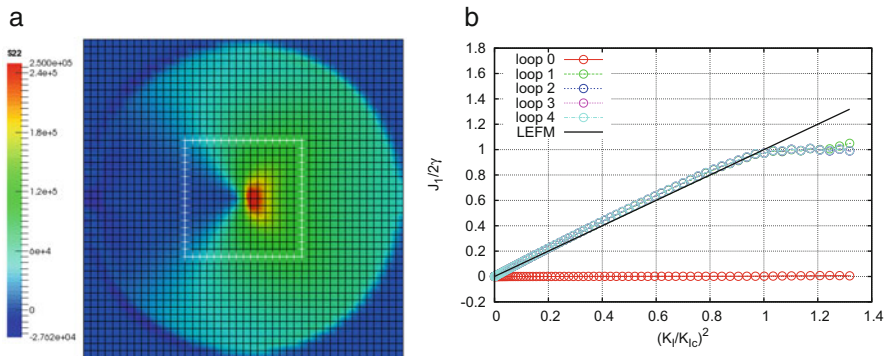 a
S22
2.500e+05
2.4e+5
1.8e+5
1.2e+5
6e+4
0
-2.762e+04
b
1.8
1.6
1.4
1.2
1
0.8
0.6
0.4
0.2
0
-0.2
J₁/2γ
loop 0
loop 1
loop 2
loop 3
loop 4
LEFM
0 0.2 0.4 0.6 0.8 1 1.2 1.4
(K_I/K_Ic)²